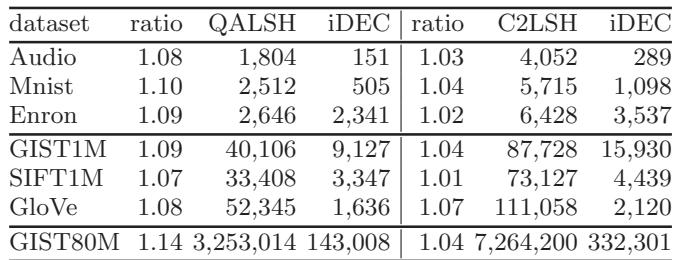 dataset ratio QALSH iDEC ratio C2LSH iDEC
Audio 1.08 1,804 151 1.03 4,052 289
Mnist 1.10 2,512 505 1.04 5,715 1,098
Enron 1.09 2,646 2,341 1.02 6,428 3,537
GIST1M 1.09 40,106 9,127 1.04 87,728 15,930
SIFT1M 1.07 33,408 3,347 1.01 73,127 4,439
GloVe 1.08 52,345 1,636 1.07 111,058 2,120
GIST80M 1.14 3,253,014 143,008 1.04 7,264,200 332,301